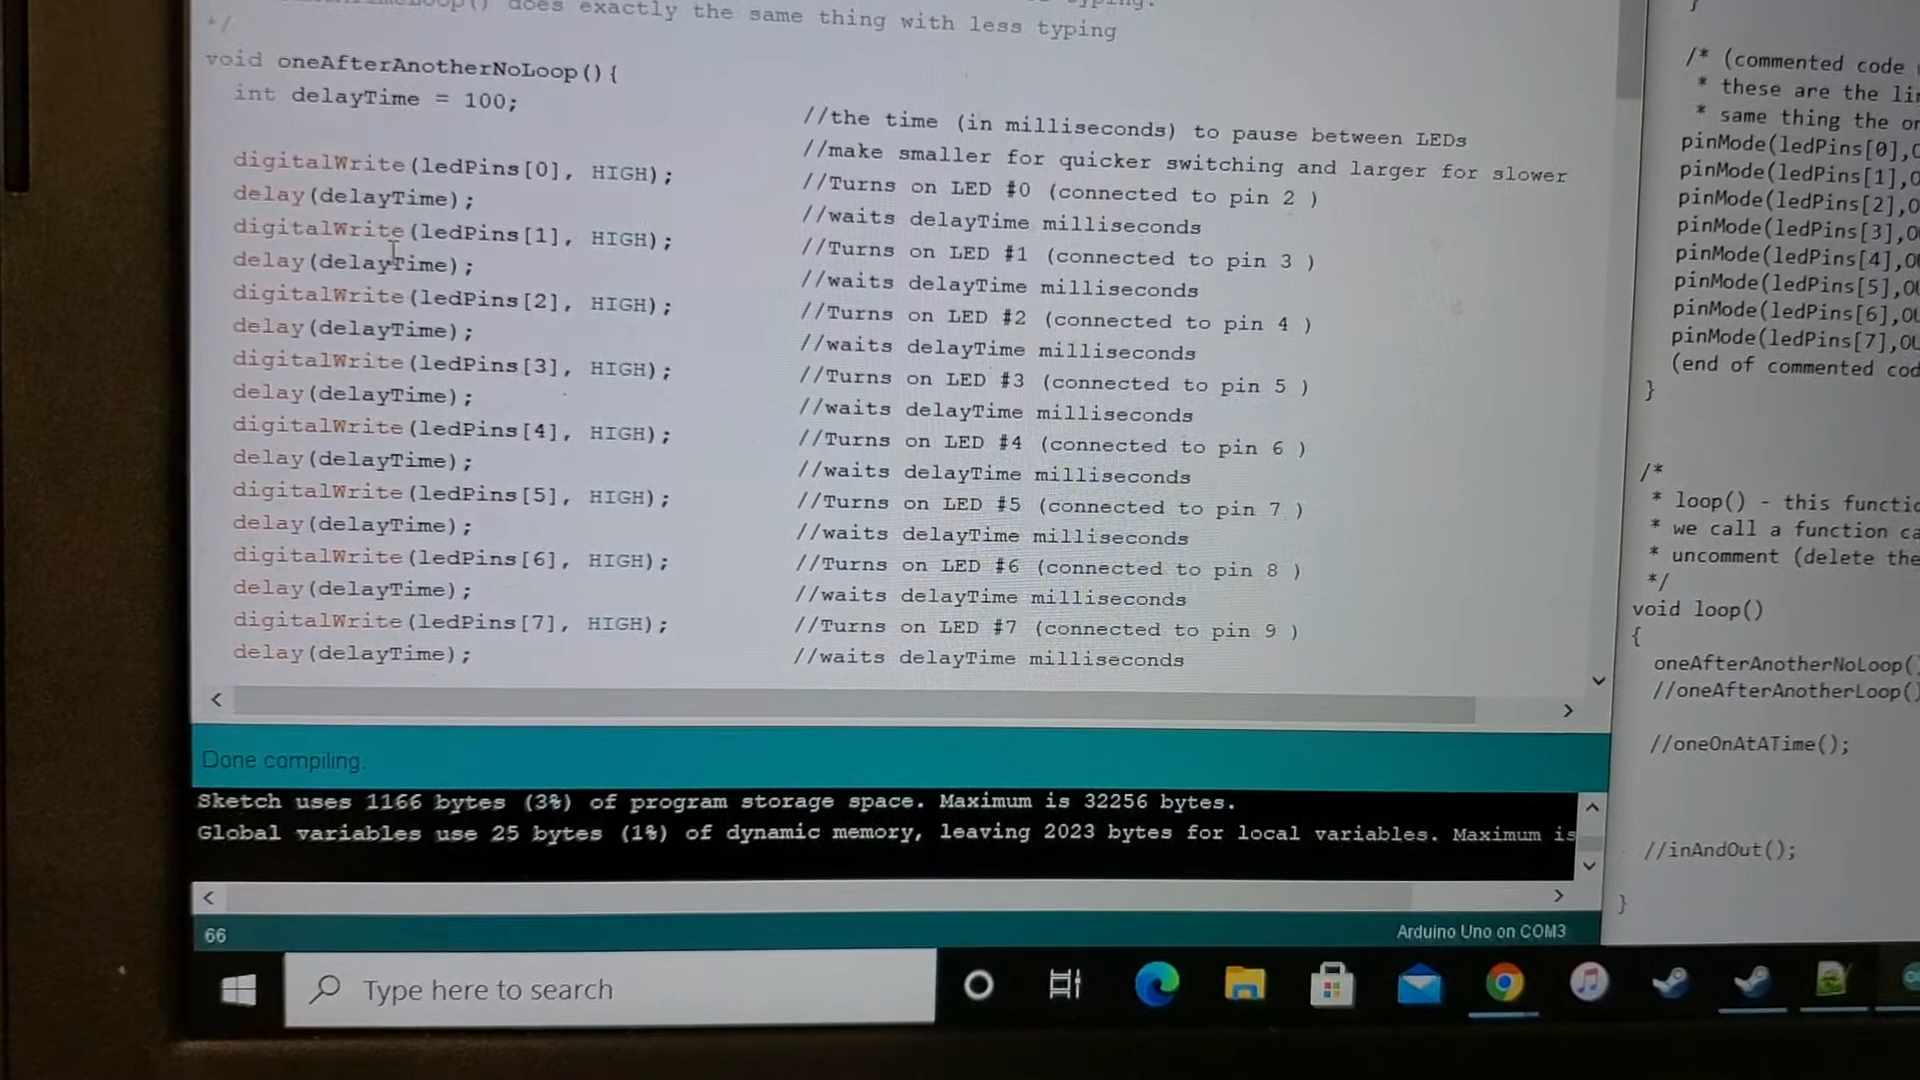 does exactly the same thing with less typing
*/
void oneAfterAnotherNoLoop(){
int delayTime = 100; //the time (in milliseconds) to pause between LEDs
//make smaller for quicker switching and larger for slower
digitalWrite(ledPins[0], HIGH); //Turns on LED #0 (connected to pin 2 )
delay(delayTime); //waits delayTime milliseconds
digitalWrite(ledPins[1], HIGH); //Turns on LED #1 (connected to pin 3 )
delay(delayTime); //waits delayTime milliseconds
digitalWrite(ledPins[2], HIGH); //Turns on LED #2 (connected to pin 4 )
delay(delayTime); //waits delayTime milliseconds
digitalWrite(ledPins[3], HIGH); //Turns on LED #3 (connected to pin 5 )
delay(delayTime); //waits delayTime milliseconds
digitalWrite(ledPins[4], HIGH); //Turns on LED #4 (connected to pin 6 )
delay(delayTime); //waits delayTime milliseconds
digitalWrite(ledPins[5], HIGH); //Turns on LED #5 (connected to pin 7 )
delay(delayTime); //waits delayTime milliseconds
digitalWrite(ledPins[6], HIGH); //Turns on LED #6 (connected to pin 8 )
delay(delayTime); //waits delayTime milliseconds
digitalWrite(ledPins[7], HIGH); //Turns on LED #7 (connected to pin 9 )
delay(delayTime); //waits delayTime milliseconds
Done compiling.
Sketch uses 1166 bytes (3%) of program storage space. Maximum is 32256 bytes.
Global variables use 25 bytes (1%) of dynamic memory, leaving 2023 bytes for local variables. Maximum is
66
Arduino Uno on COM3
Type here to search
}
/* (commented code
* these are the
* same thing the
pinMode(ledPins[0],
pinMode(ledPins[1],
pinMode(ledPins[2],
pinMode(ledPins[3],
pinMode(ledPins[4],
pinMode(ledPins[5],
pinMode(ledPins[6],
pinMode(ledPins[7],
(end of commented
}
/*
* loop() - this
* we call a function
* uncomment (delete
*/
void loop()
{
oneAfterAnotherNoLoop(
//oneAfterAnotherLoop(
//oneOnAtATime();
//inAndOut();
}